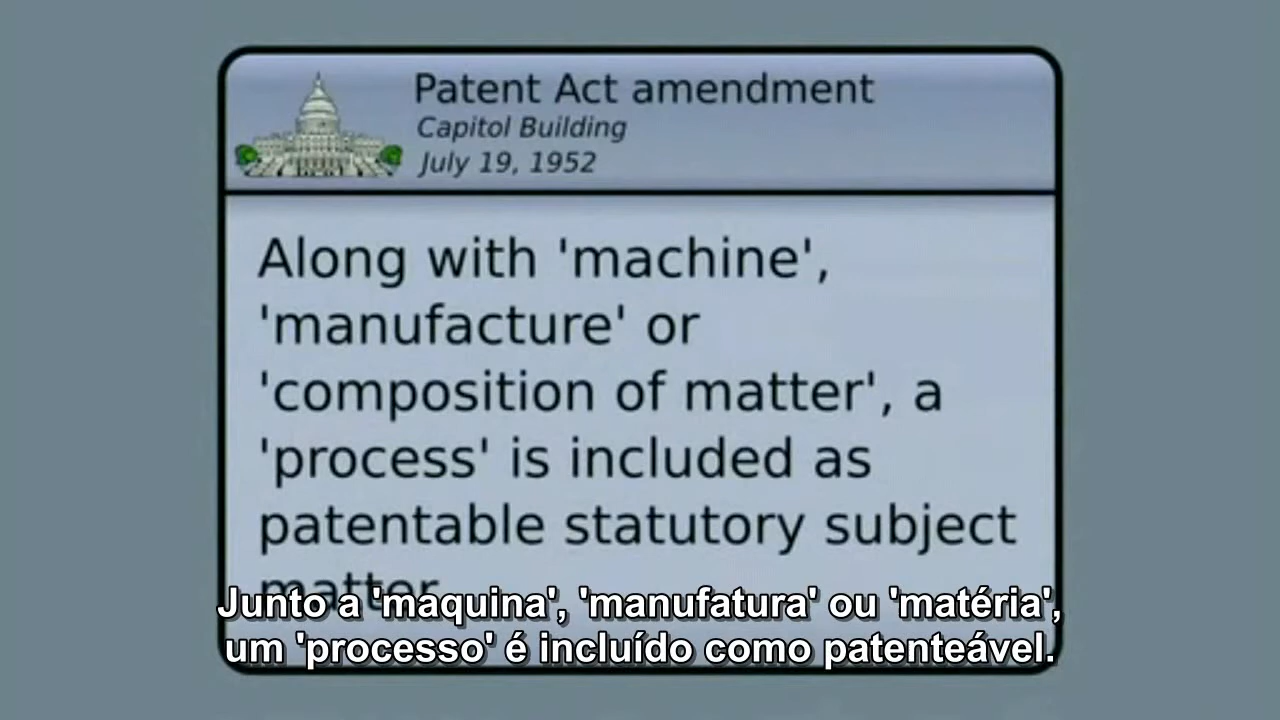 Patent Act amendment
Capitol Building
July 19, 1952
Along with 'machine',
'manufacture' or
'composition of matter', a
'process' is included as
patentable statutory subject
matter
Junto a 'maquina', 'manufatura' ou 'matéria',
um 'processo' é incluído como patenteável.